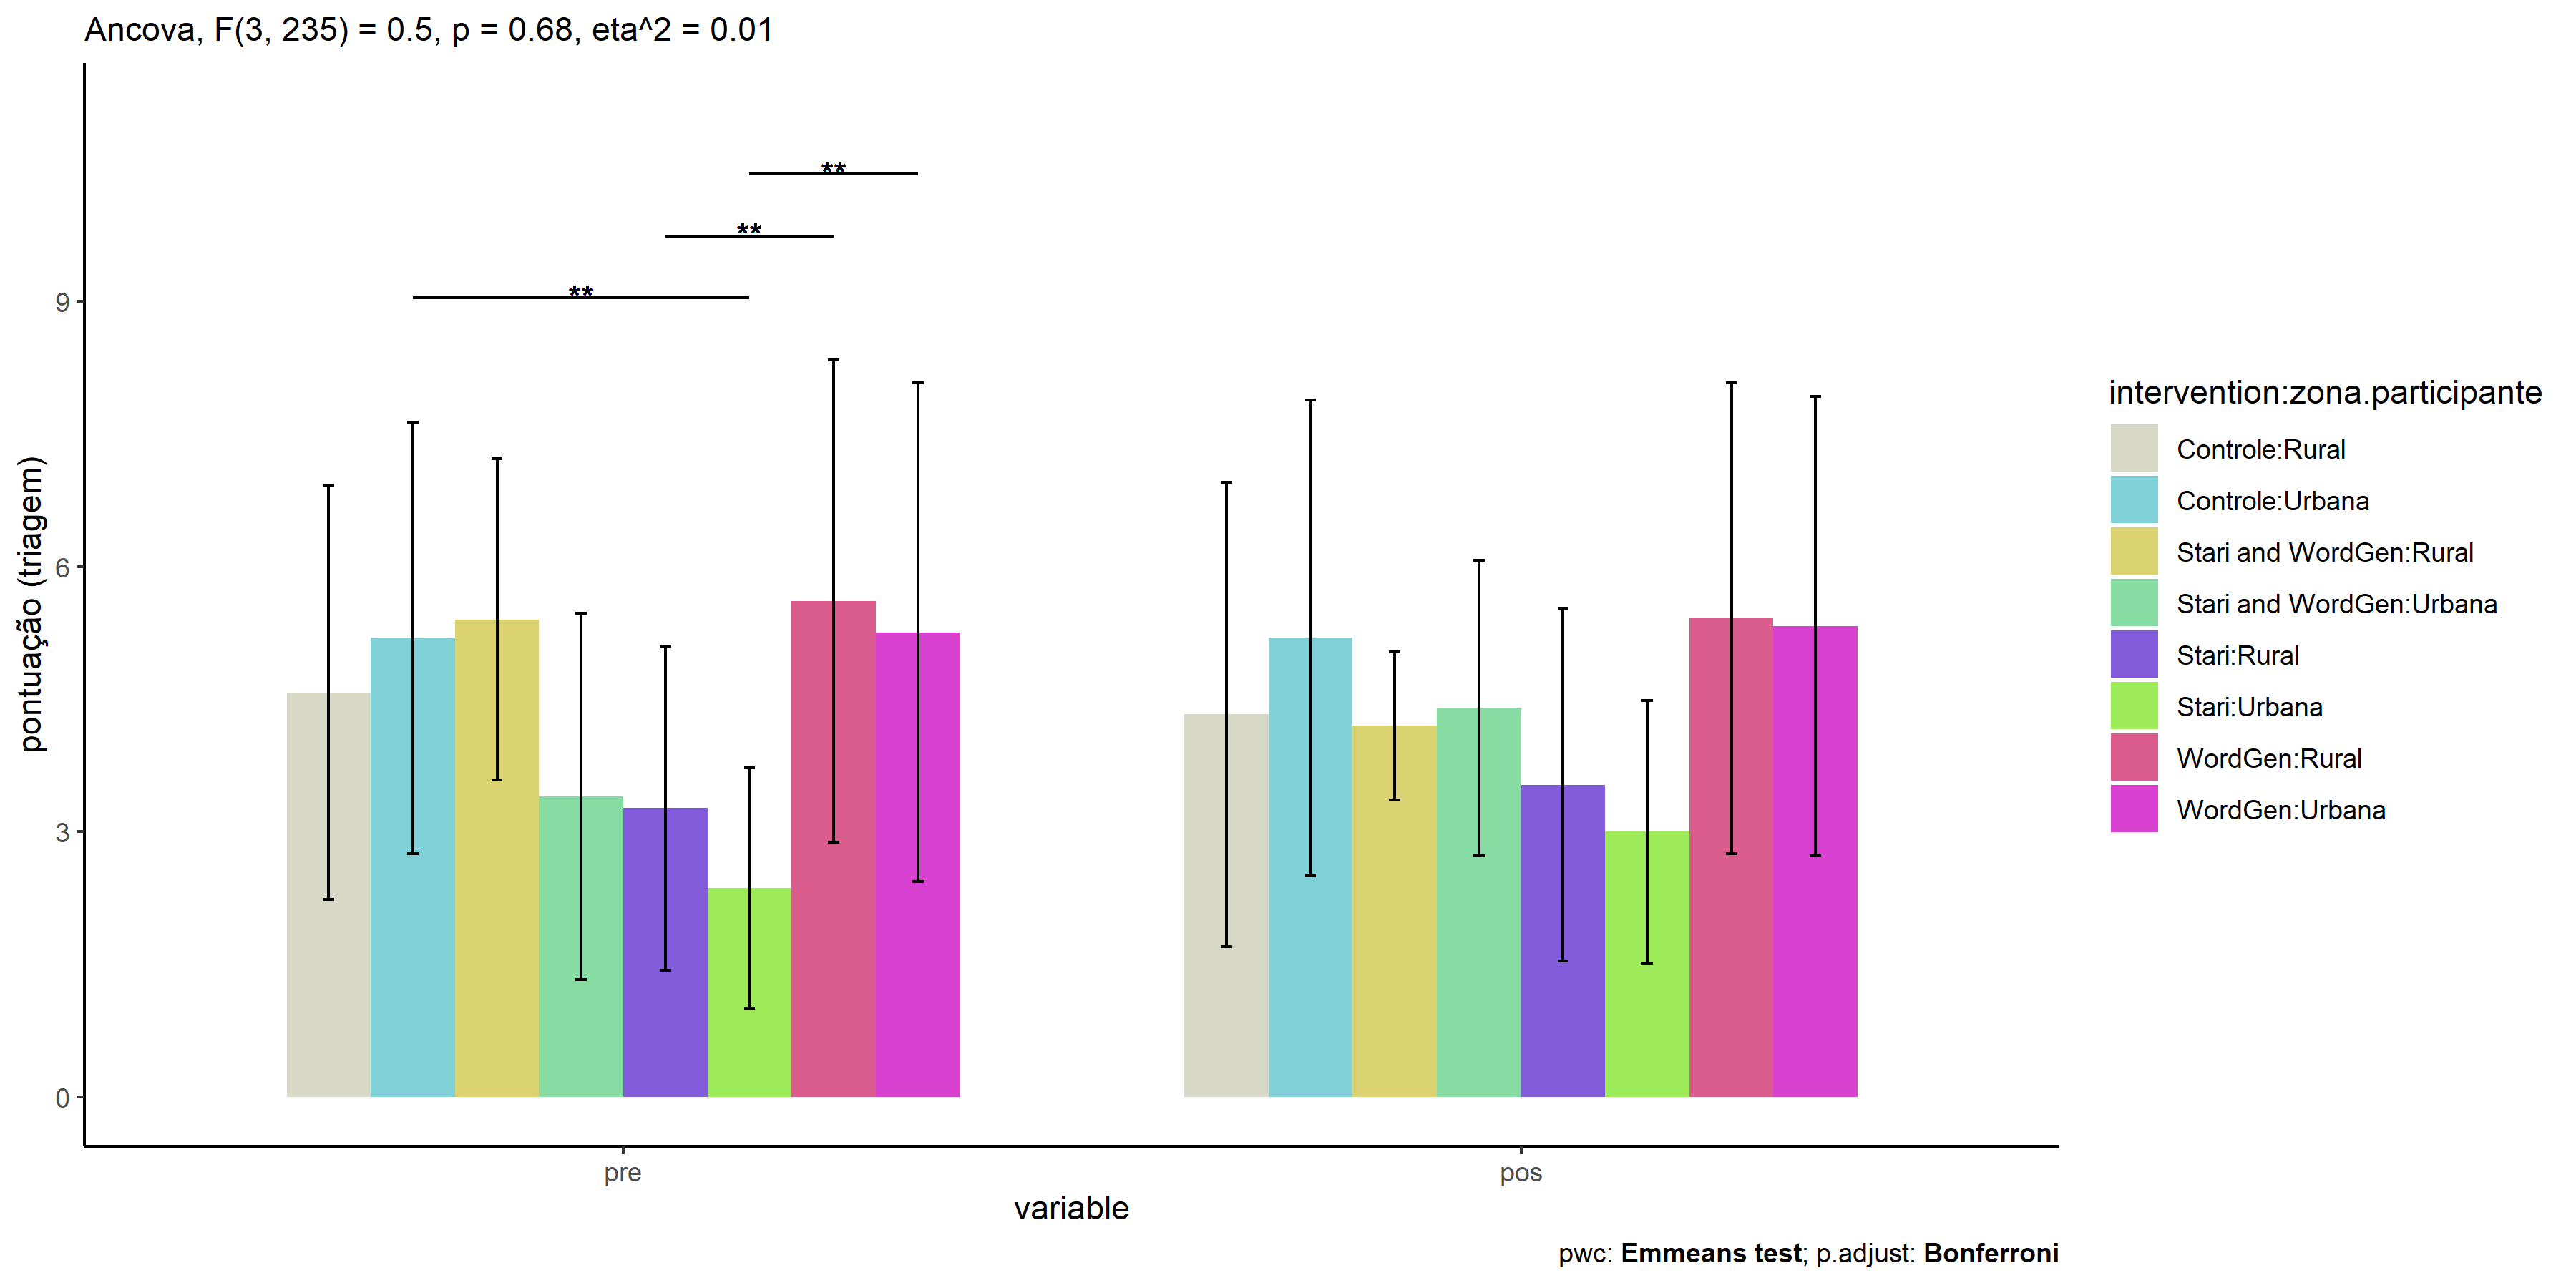 Ancova, F(3, 235) = 0.5, p = 0.68, eta^2 = 0.01
**
**
**
9
6
3
0
pontuação (triagem)
pre
pos
variable
intervention:zona.participante
Controle:Rural
Controle:Urbana
Stari and WordGen:Rural
Stari and WordGen:Urbana
Stari:Rural
Stari:Urbana
WordGen:Rural
WordGen:Urbana
pwc: Emmeans test; p.adjust: Bonferroni